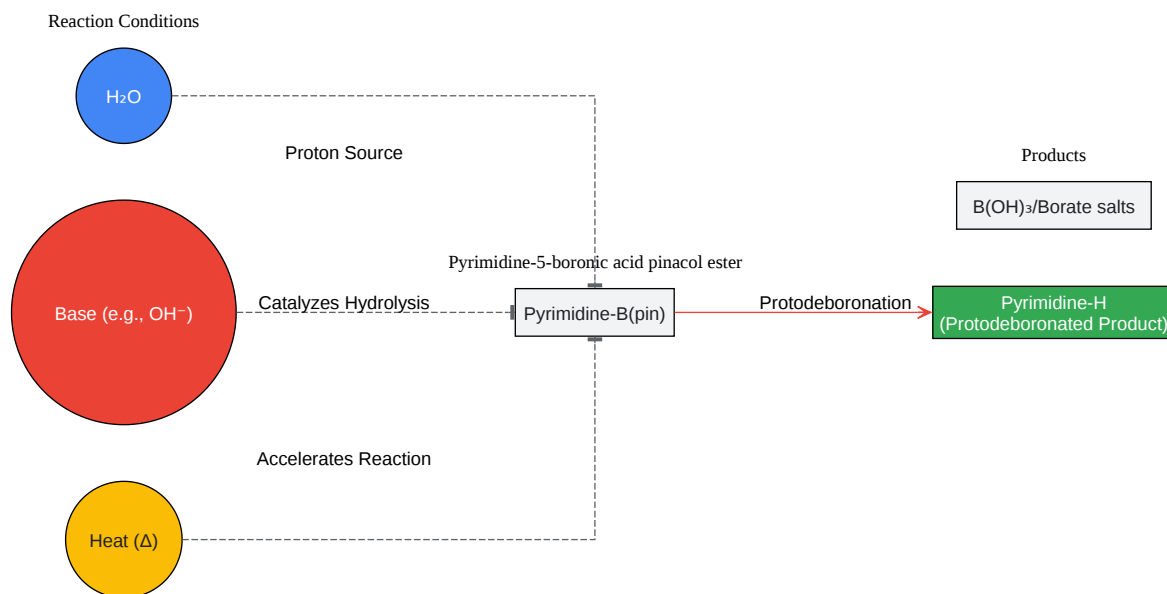 Reaction Conditions
H₂O
Proton Source
Products
B(OH)₃/Borate salts
Pyrimidine-5-boronic acid pinacol ester
Base (e.g., OH⁻)
Catalyzes Hydrolysis
Pyrimidine-B(pin)
Protodeboronation
Pyrimidine-H
(Protodeboronated Product)
Accelerates Reaction
Heat (Δ)